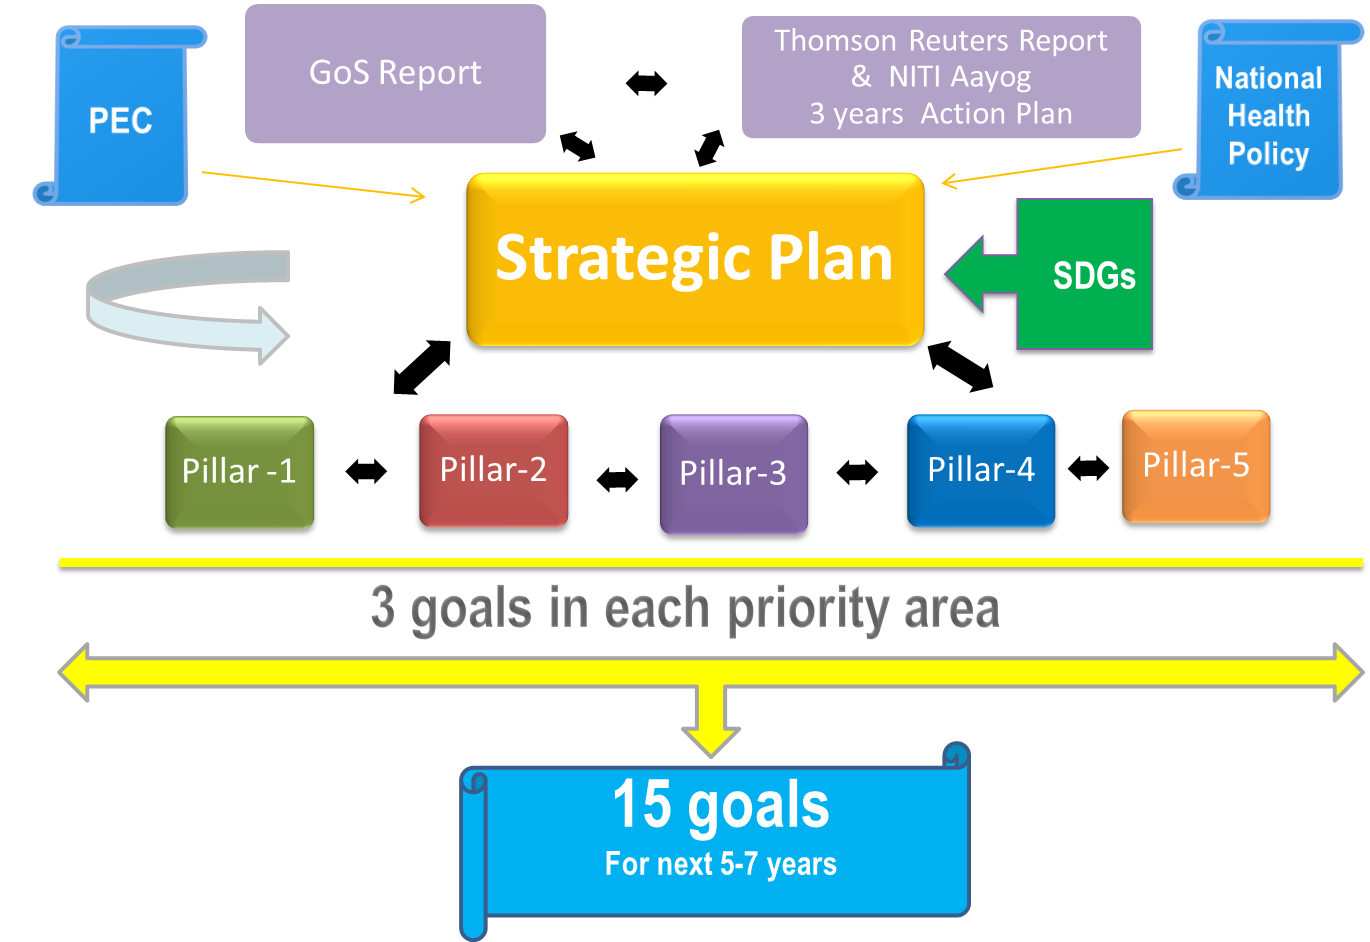 PEC
GoS Report
Thomson Reuters Report
& NITI Aayog
3 years Action Plan
National
Health
Policy
Strategic Plan
SDGs
Pillar -1
Pillar-2
Pillar-3
Pillar-4
Pillar-5
3 goals in each priority area
15 goals
For next 5-7 years